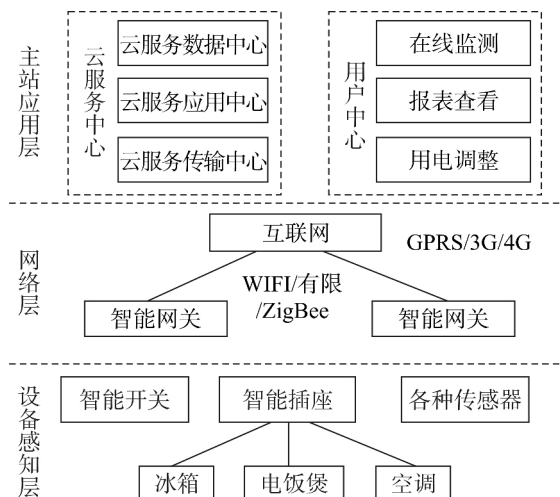 主站应用层
云服务中心
云服务数据中心
云服务应用中心
云服务传输中心
用户中心
在线监测
报表查看
用电调整
网络层
互联网
GPRS/3G/4G
WIFI/有限
/ZigBee
智能网关
智能网关
设备感知层
智能开关
智能插座
各种传感器
冰箱
电饭煲
空调